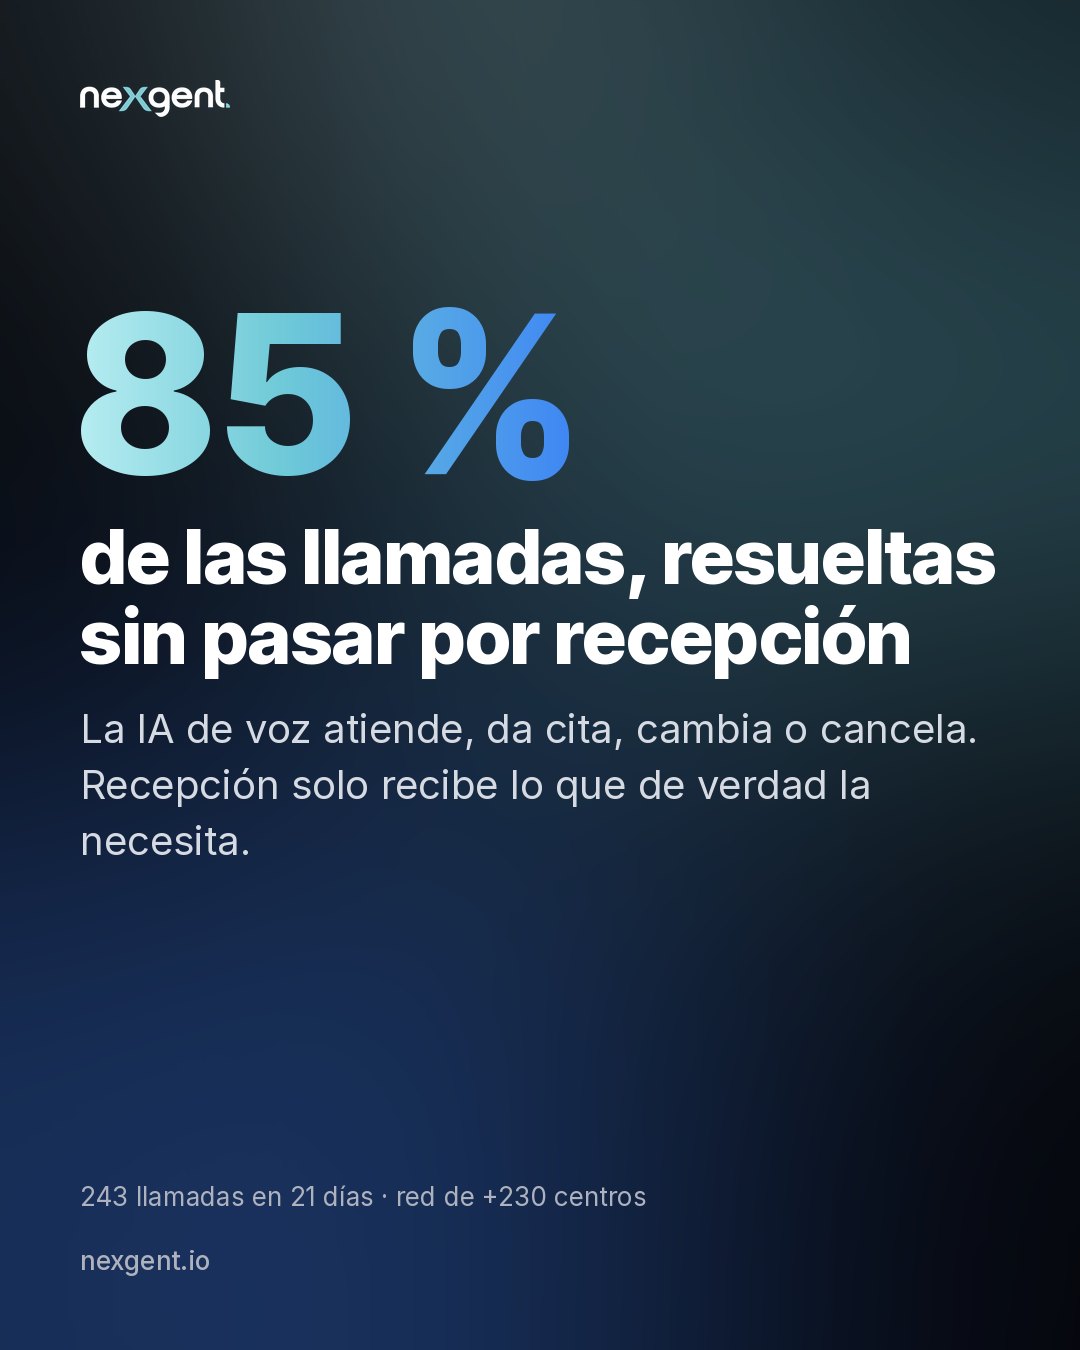 nexgent.
85 %
de las llamadas, resueltas
sin pasar por recepción
La IA de voz atiende, da cita, cambia o cancela.
Recepción solo recibe lo que de verdad la
necesita.
243 llamadas en 21 días · red de +230 centros
nexgent.io